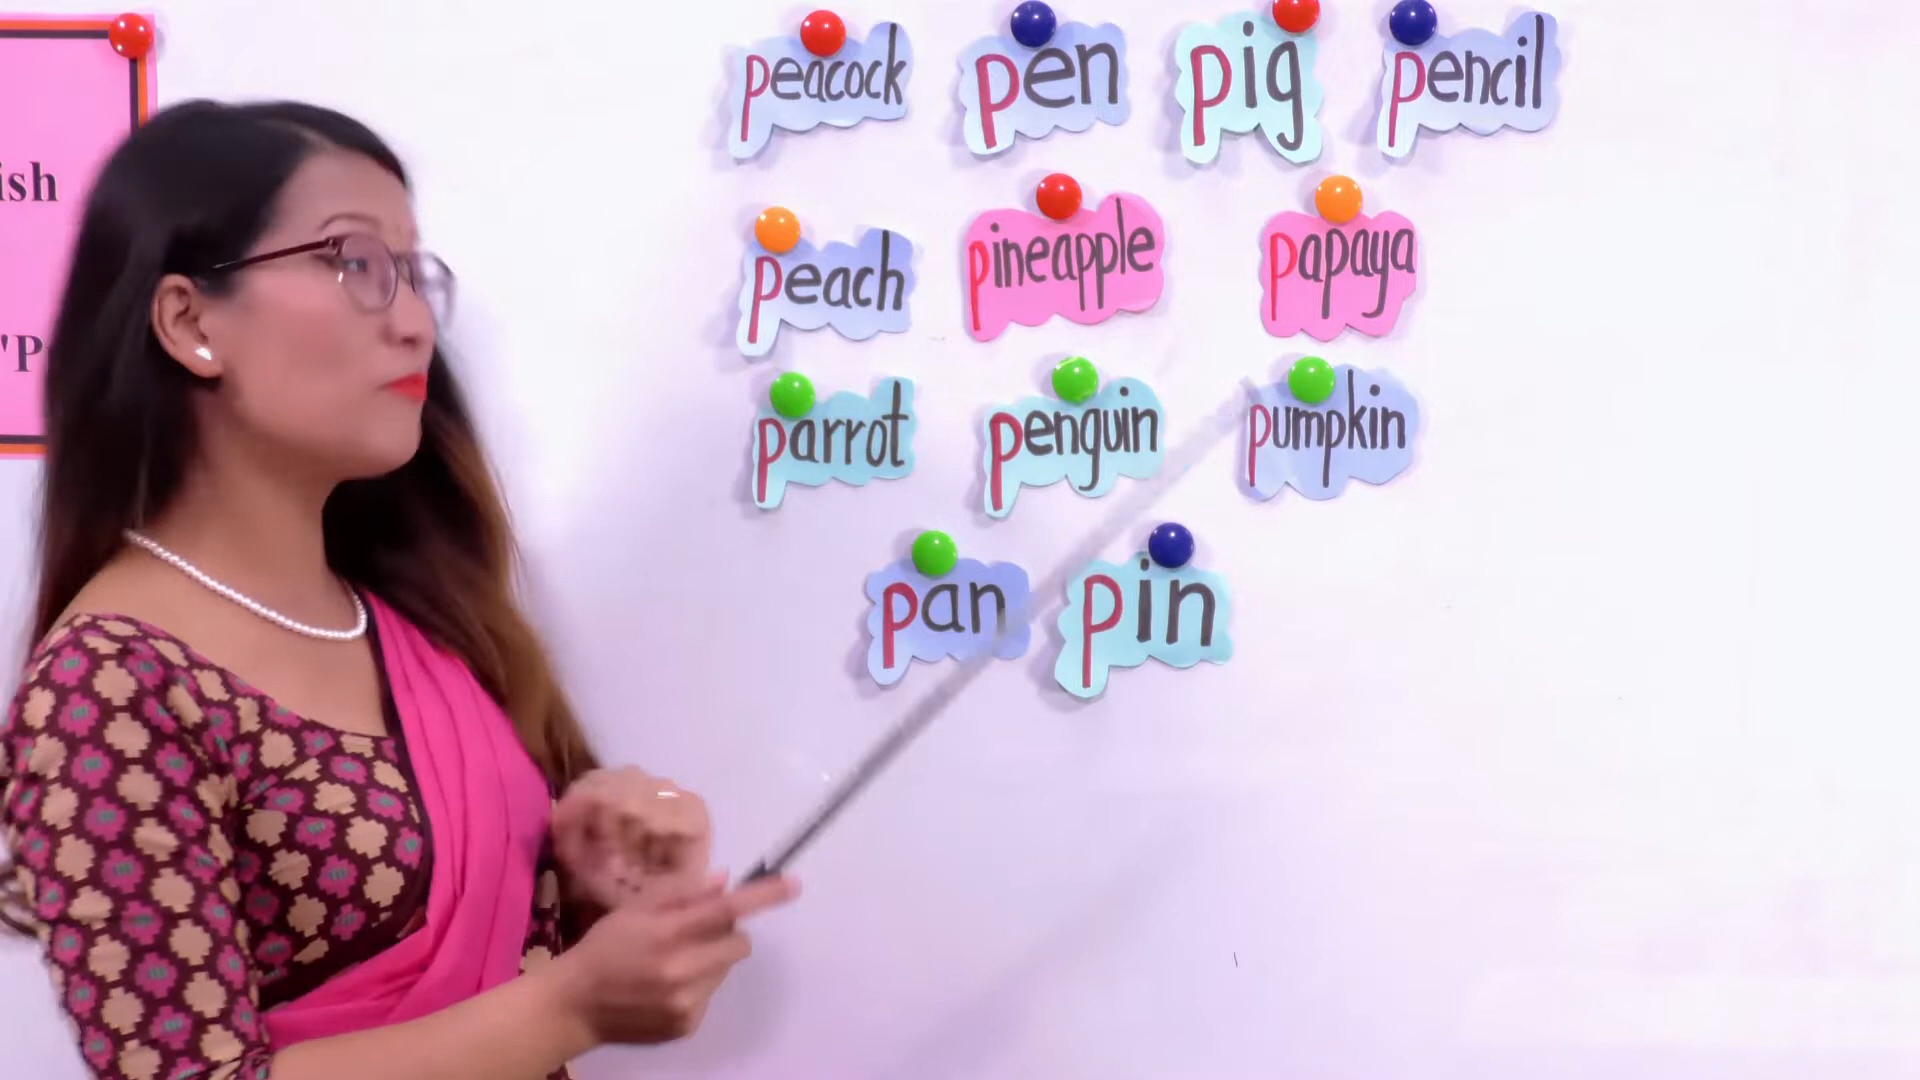 ish
'P
peacock pen pig pencil
peach pineapple papaya
parrot penguin pumpkin
pan pin